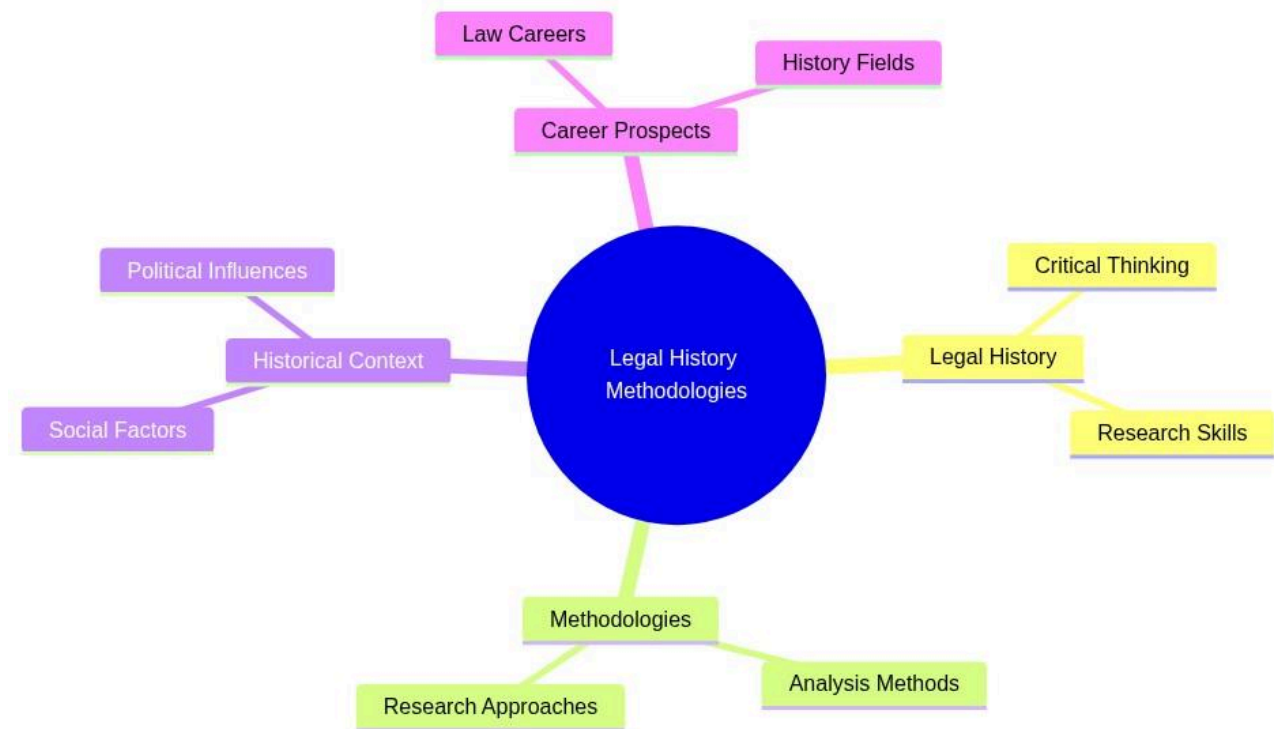 Law Careers
History Fields
Career Prospects
Political Influences
Critical Thinking
Historical Context
Legal History
Methodologies
Legal History
Social Factors
Research Skills
Methodologies
Analysis Methods
Research Approaches